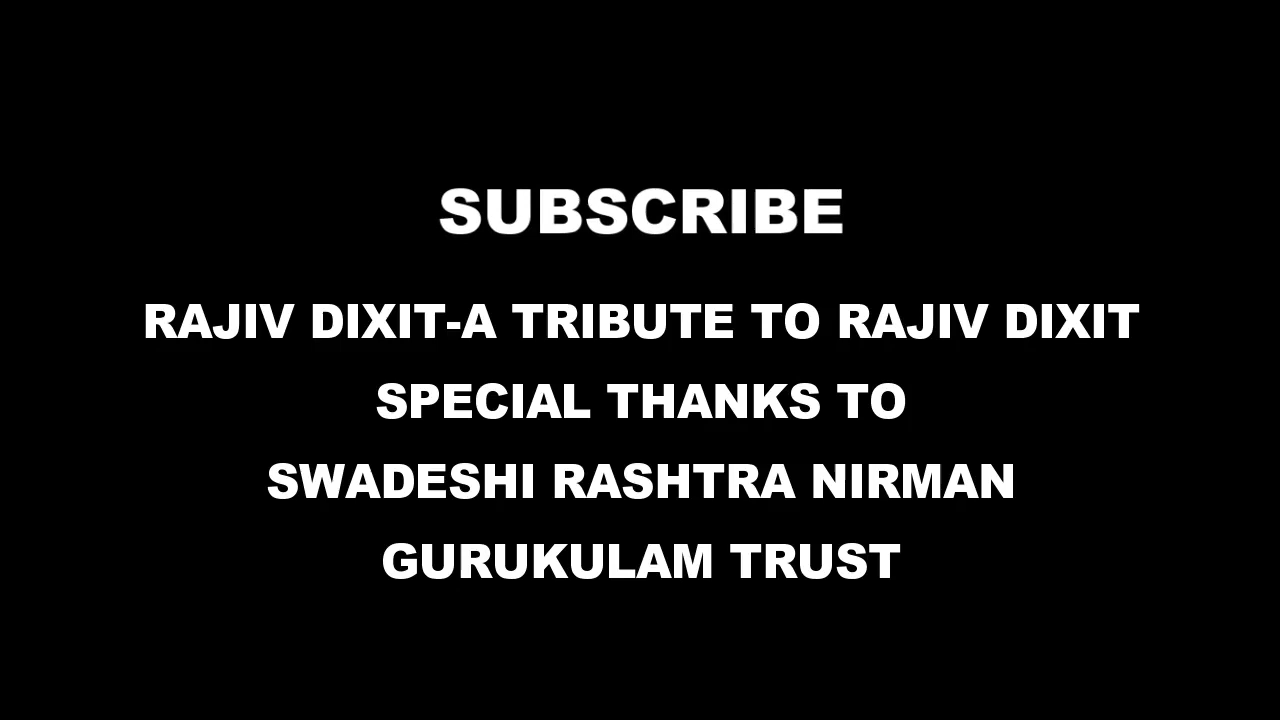 SUBSCRIBE
RAJIV DIXIT-A TRIBUTE TO RAJIV DIXIT
SPECIAL THANKS TO
SWADESHI RASHTRA NIRMAN
GURUKULAM TRUST